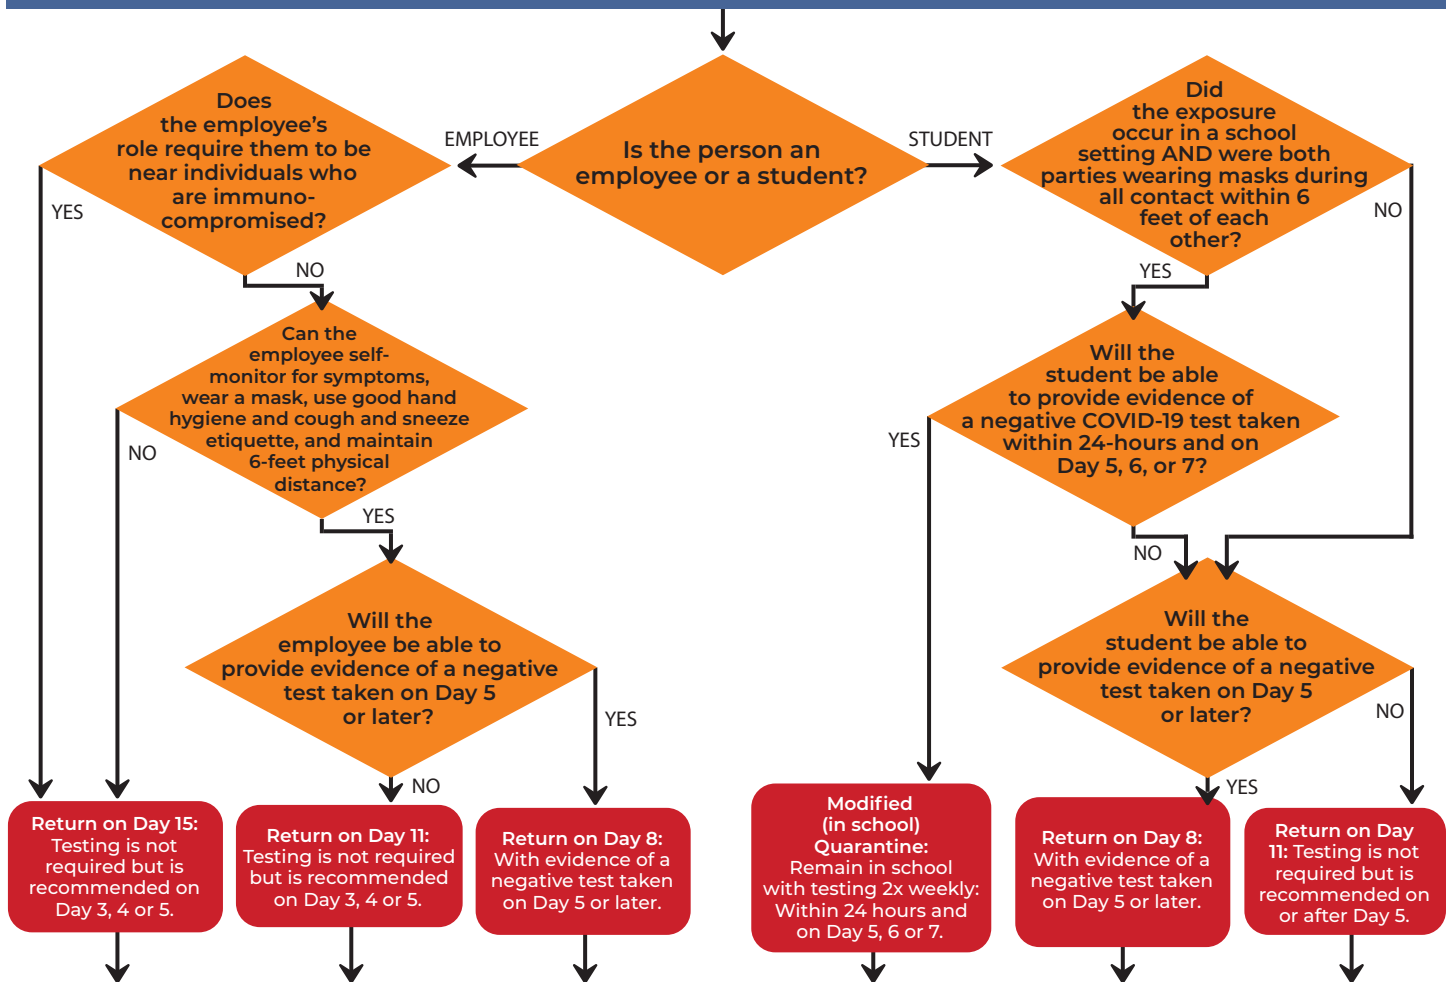 Is the person an
employee or a student?
EMPLOYEE
STUDENT
Does
the employee's
role require them to be
near individuals who
are immuno-
compromised?
YES
NO
Can the
employee self-
monitor for symptoms,
wear a mask, use good hand
hygiene and cough and sneeze
etiquette, and maintain
6-feet physical
distance?
NO
YES
Will the
employee be able to
provide evidence of a negative
test taken on Day 5
or later?
NO
YES
Return on Day 15:
Testing is not
required but is
recommended on
Day 3, 4 or 5.
Return on Day 11:
Testing is not required
but is recommended
on Day 3, 4 or 5.
Return on Day 8:
With evidence of a
negative test taken
on Day 5 or later.
Did
the exposure
occur in a school
setting AND were both
parties wearing masks during
all contact within 6
feet of each
other?
YES
NO
Will the
student be able
to provide evidence of
a negative COVID-19 test taken
within 24-hours and on
Day 5, 6, or 7?
YES
NO
Will the
student be able to
provide evidence of a negative
test taken on Day 5
or later?
YES
NO
Modified
(in school)
Quarantine:
Remain in school
with testing 2x weekly:
Within 24 hours and
on Day 5, 6 or 7.
Return on Day 8:
With evidence of a
negative test taken
on Day 5 or later.
Return on Day
11: Testing is not
required but is
recommended on
or after Day 5.